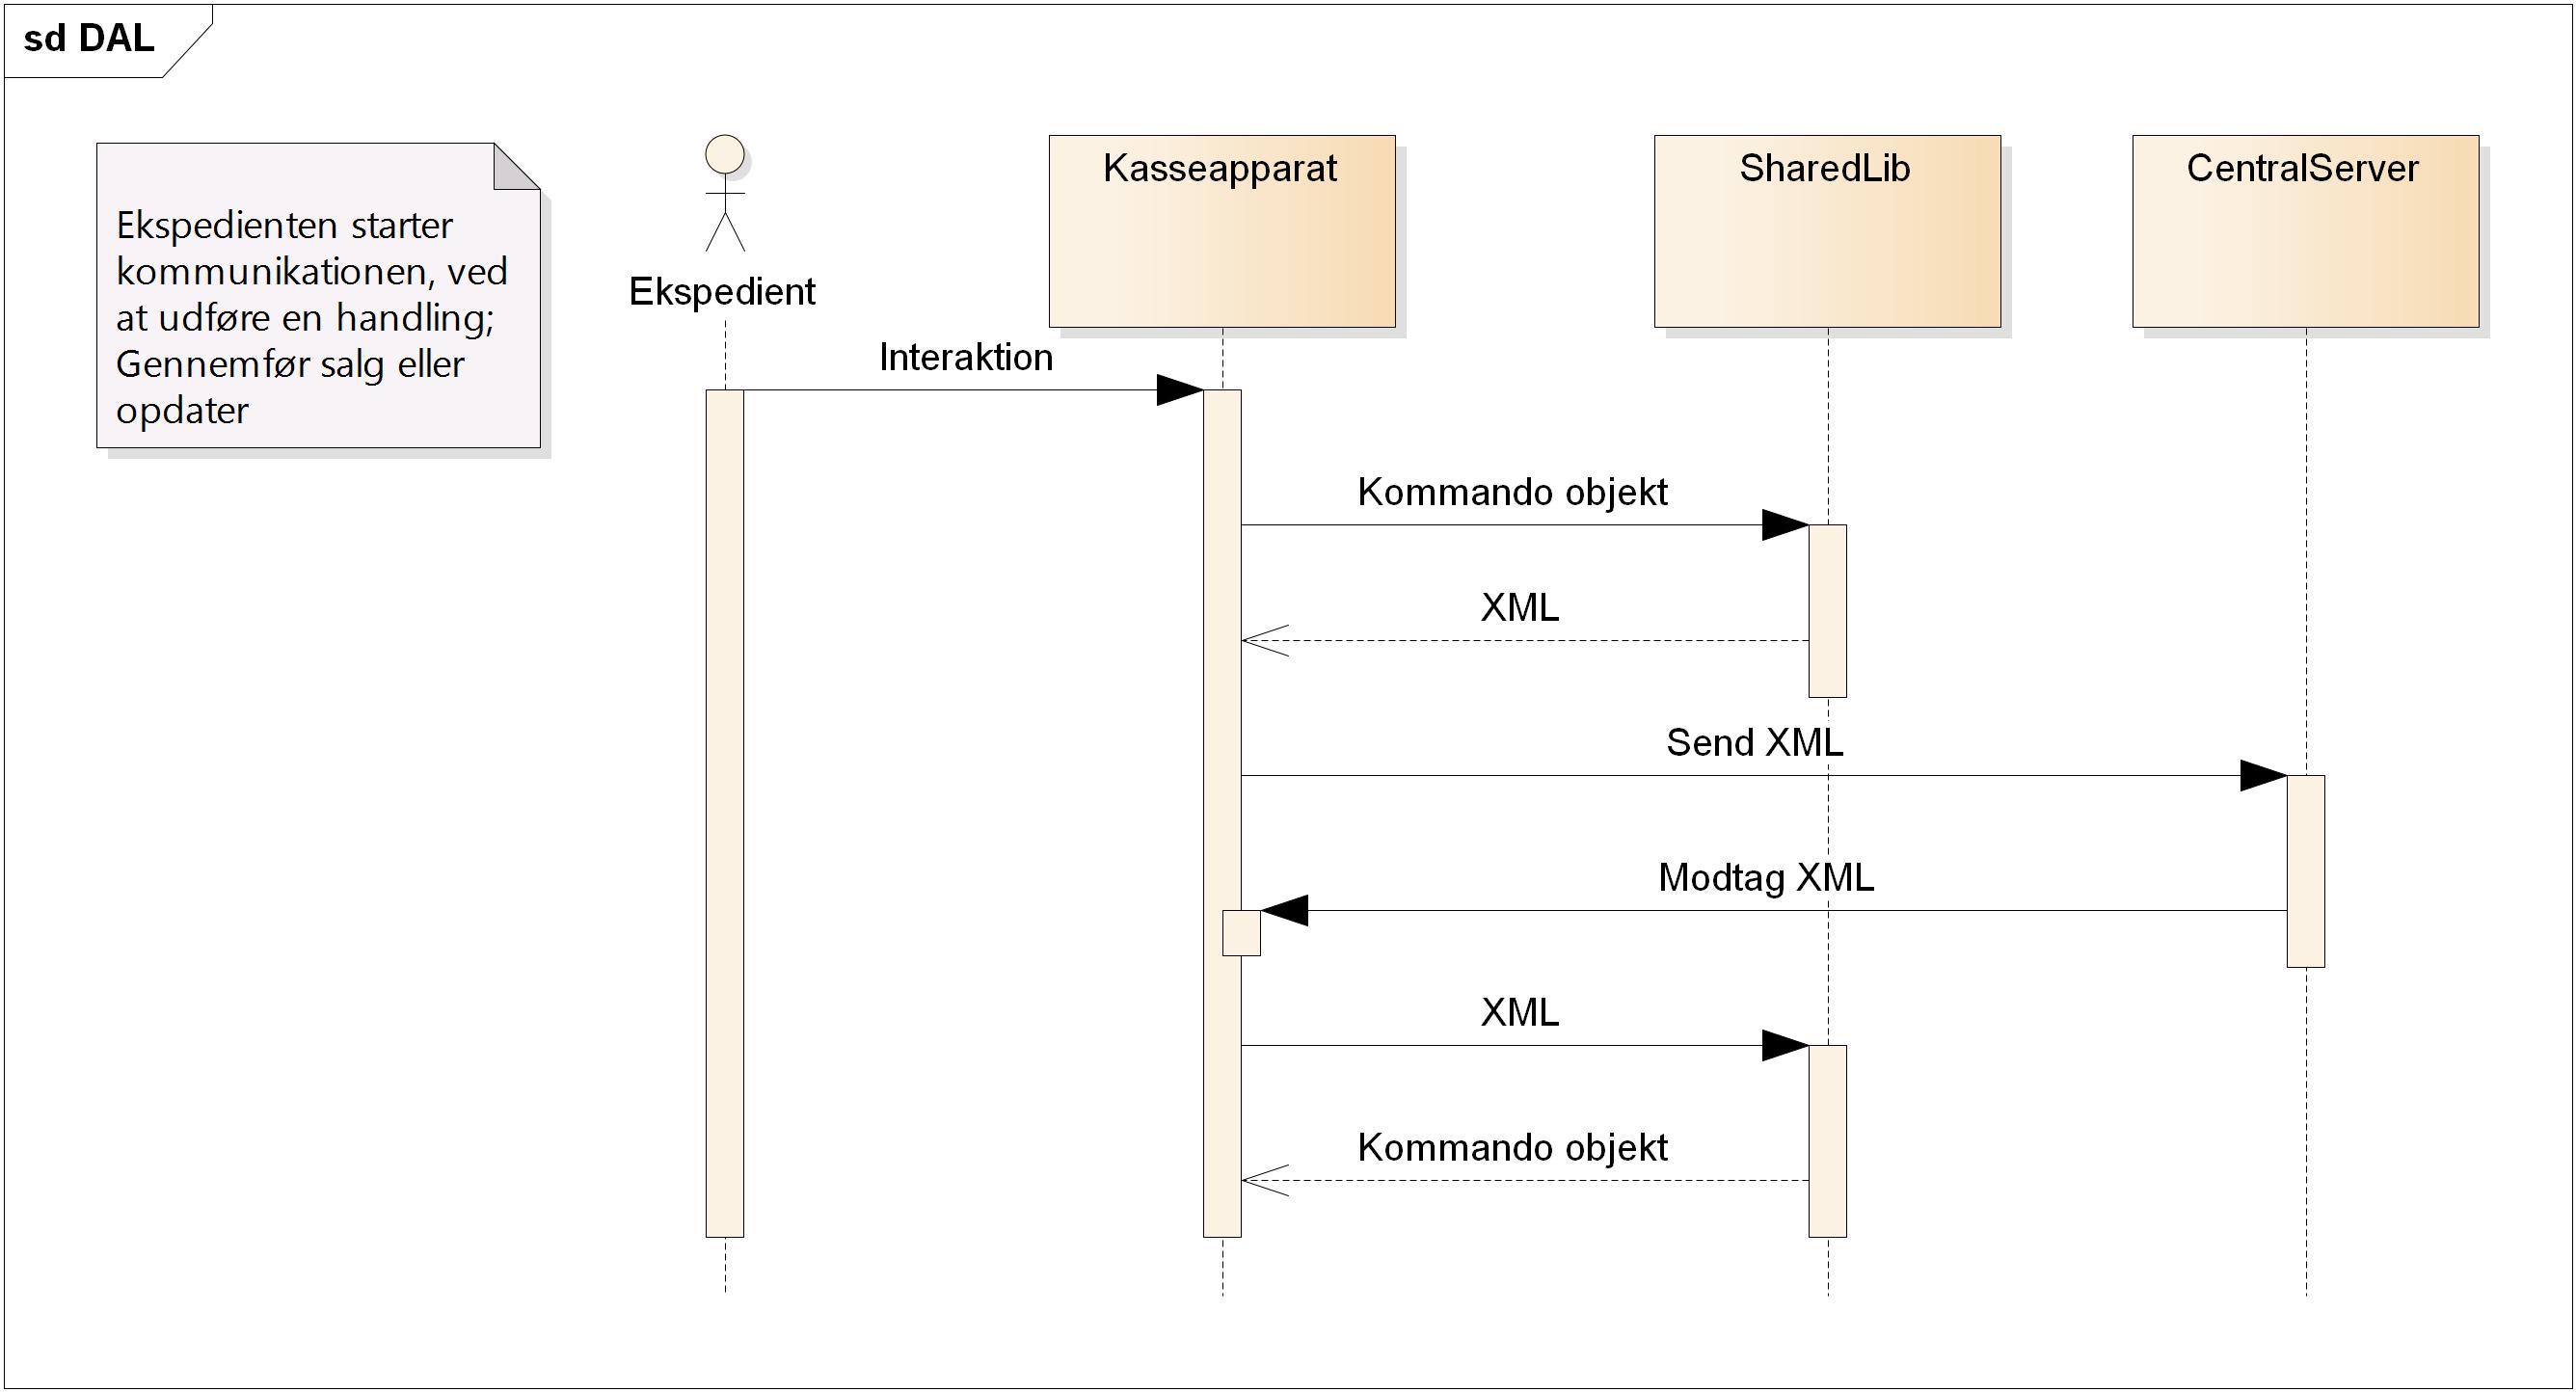 sd DAL
Ekspedienten starter
kommunikationen, ved
at udføre en handling;
Gennemfør salg eller
opdater
Ekspedient
Kasseapparat
SharedLib
CentralServer
Interaktion
Kommando objekt
XML
Send XML
Modtag XML
XML
Kommando objekt